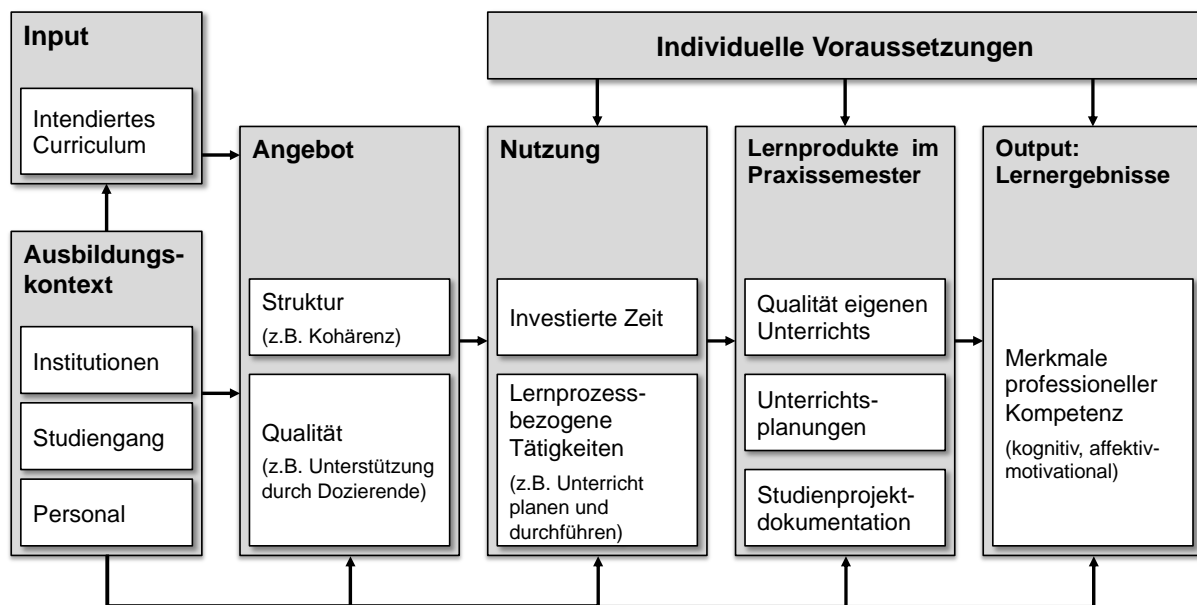 Input
Intendiertes
Curriculum
Individuelle Voraussetzungen
Ausbildungs-
kontext
Institutionen
Studiengang
Personal
Angebot
Struktur
(z.B. Kohärenz)
Qualität
(z.B. Unterstützung
durch Dozierende)
Nutzung
Investierte Zeit
Lernprozess-
bezogene
Tätigkeiten
(z.B. Unterricht
planen und
durchführen)
Lernprodukte im
Praxissemester
Qualität eigenen
Unterrichts
Unterrichts-
planungen
Studienprojekt-
dokumentation
Output:
Lernergebnisse
Merkmale
professioneller
Kompetenz
(kognitiv, affektiv-
motivational)